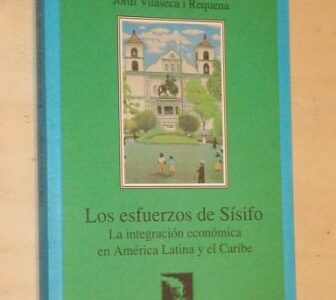 Jordi Vilaseca i Requena
Los esfuerzos de Sísifo
La integración económica
en América Latina y el Caribe